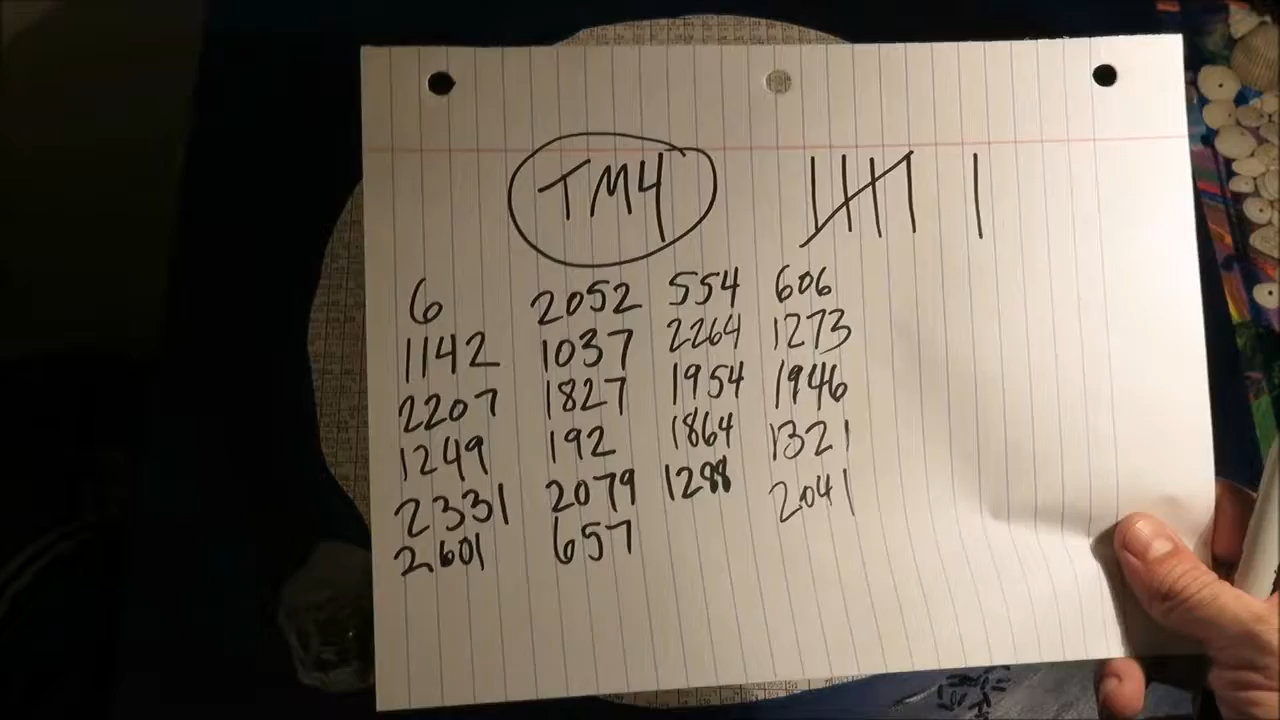 TM4
6 2052 554 606
1142 1037 2264 1273
2207 1827 1954 1946
1249 192 1864 1321
2331 2079 1288 2041
2601 657